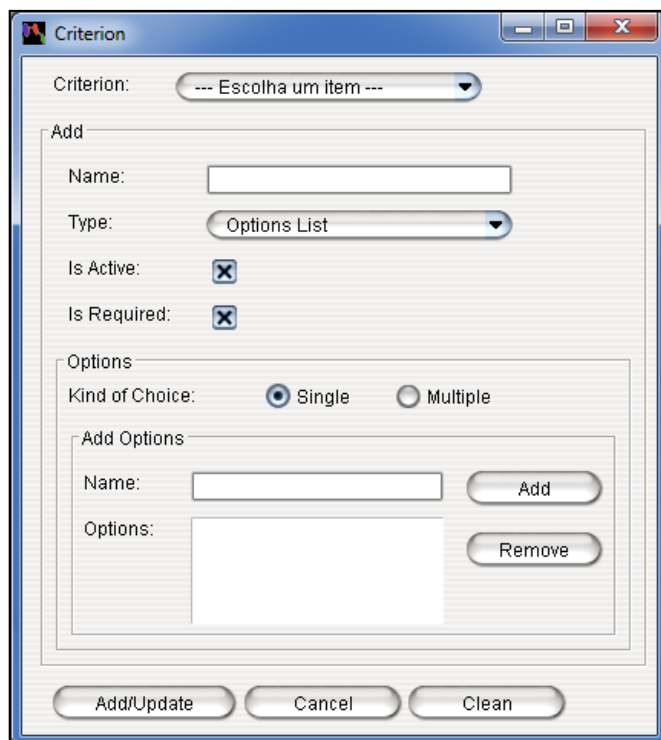 Criterion
Criterion: --- Escolha um item ---
Add
Name:
Type: Options List
Is Active:
Is Required:
Options
Kind of Choice: Single Multiple
Add Options
Name: Add
Options:
Remove
Add/Update Cancel Clean